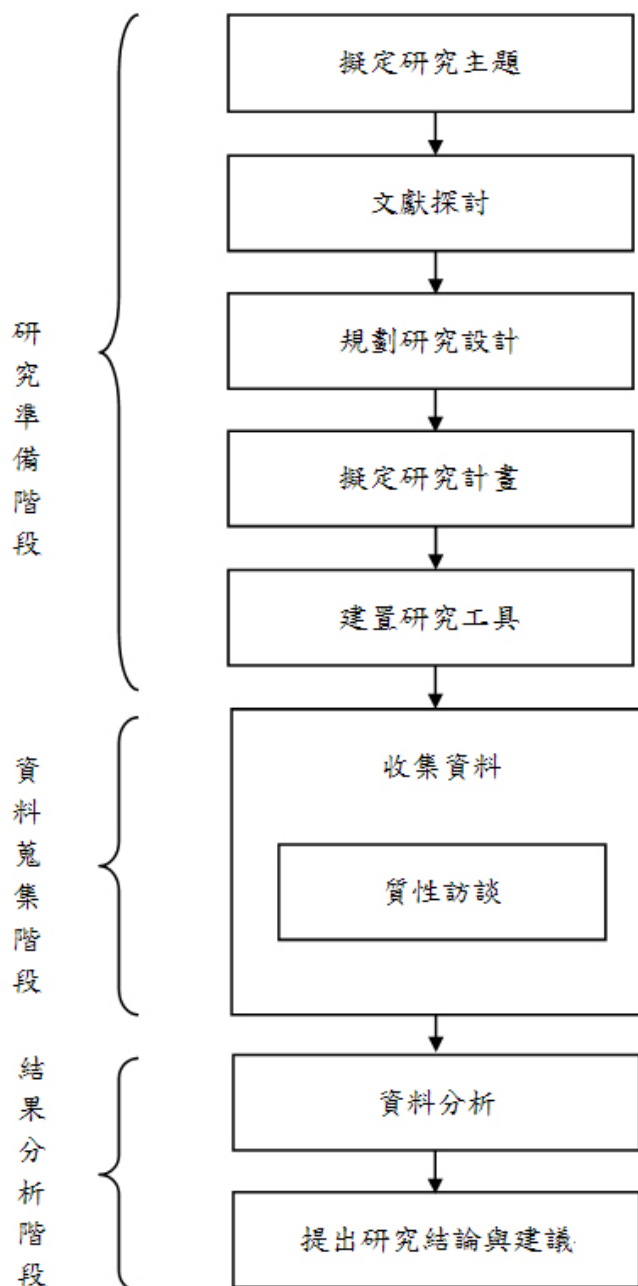 擬定研究主題
文獻探討
規劃研究設計
擬定研究計畫
建置研究工具
研究準備階段
收集資料
質性訪談
資料蒐集階段
資料分析
提出研究結論與建議
結果分析階段